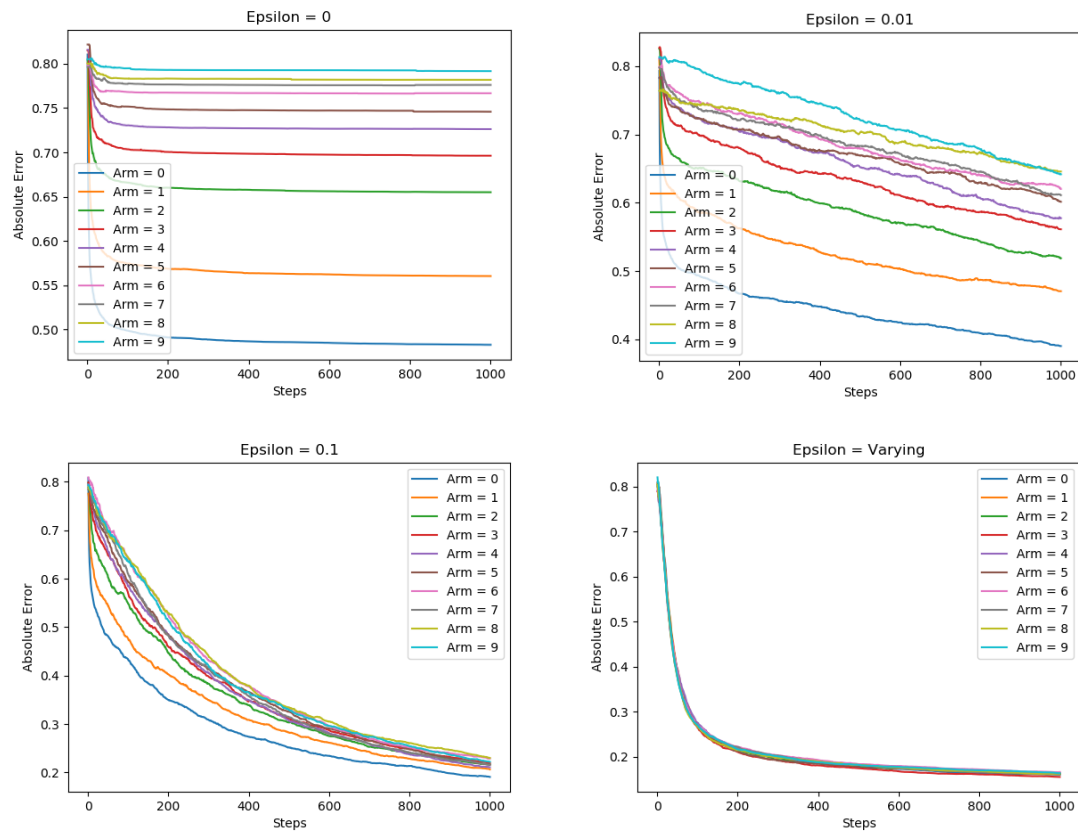 Epsilon = 0
Absolute Error
0.80
0.75
0.70
0.65
0.60
0.55
0.50
Arm = 0
Arm = 1
Arm = 2
Arm = 3
Arm = 4
Arm = 5
Arm = 6
Arm = 7
Arm = 8
Arm = 9
0 200 400 600 800 1000
Steps
Epsilon = 0.01
Absolute Error
0.8
0.7
0.6
0.5
0.4
Arm = 0
Arm = 1
Arm = 2
Arm = 3
Arm = 4
Arm = 5
Arm = 6
Arm = 7
Arm = 8
Arm = 9
0 200 400 600 800 1000
Steps
Epsilon = 0.1
Absolute Error
0.8
0.7
0.6
0.5
0.4
0.3
0.2
Arm = 0
Arm = 1
Arm = 2
Arm = 3
Arm = 4
Arm = 5
Arm = 6
Arm = 7
Arm = 8
Arm = 9
0 200 400 600 800 1000
Steps
Epsilon = Varying
Absolute Error
0.8
0.7
0.6
0.5
0.4
0.3
0.2
Arm = 0
Arm = 1
Arm = 2
Arm = 3
Arm = 4
Arm = 5
Arm = 6
Arm = 7
Arm = 8
Arm = 9
0 200 400 600 800 1000
Steps